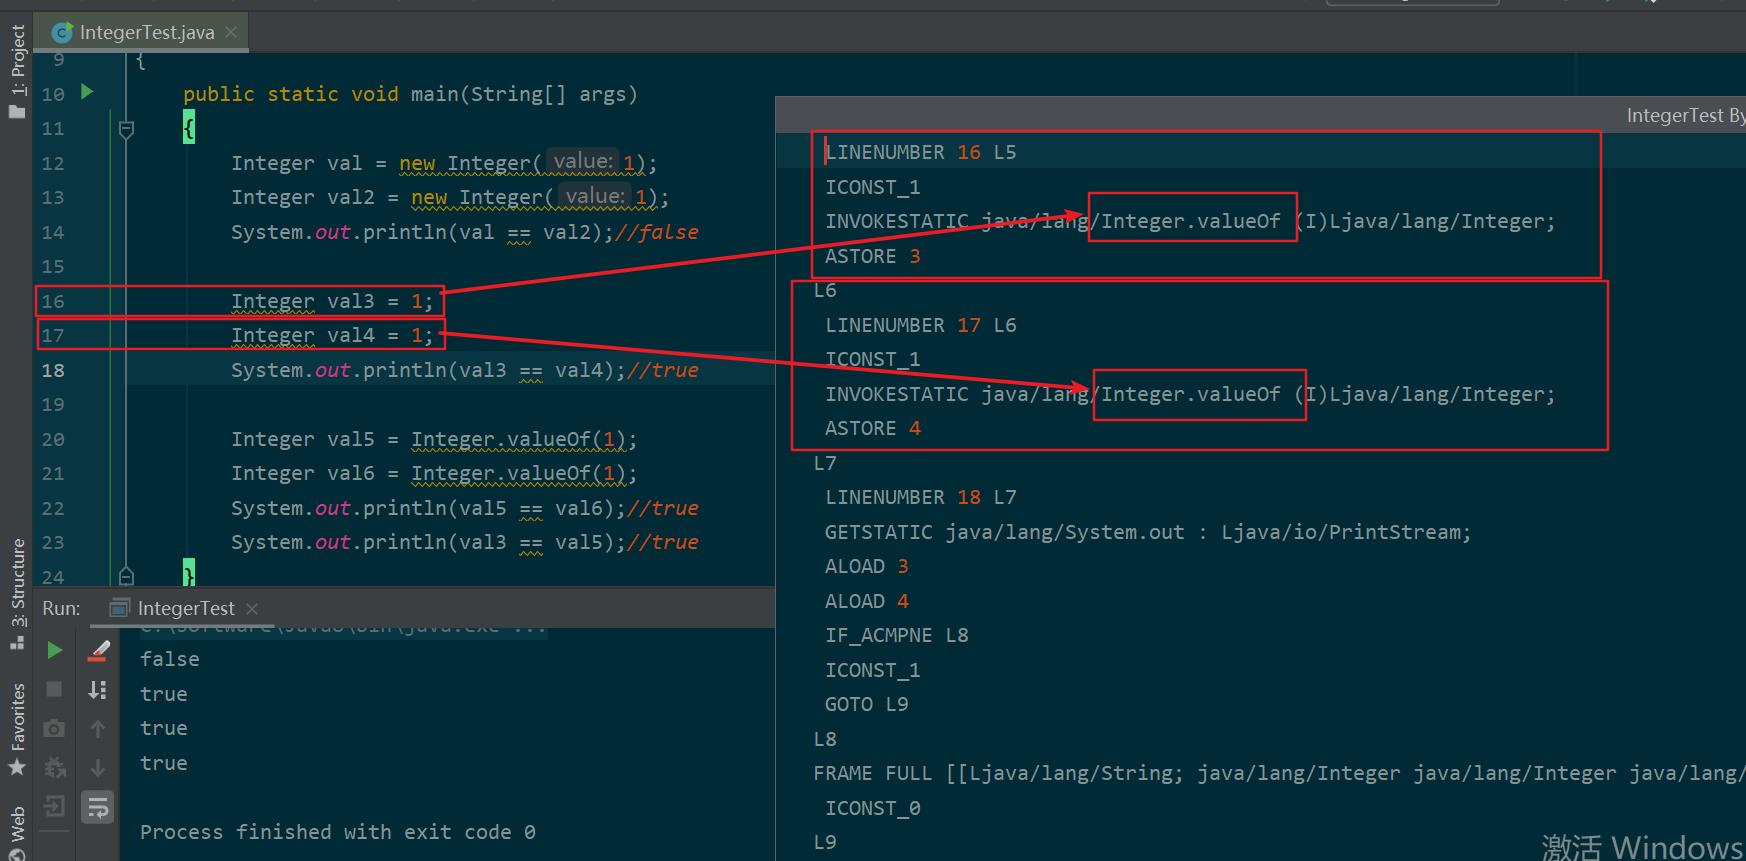 IntegerTest.java
1: Project
9 {
10 public static void main(String[] args)
11 {
12 Integer val = new Integer( value: 1);
13 Integer val2 = new Integer( value: 1);
14 System.out.println(val == val2);//false
15
16 Integer val3 = 1;
17 Integer val4 = 1;
18 System.out.println(val3 == val4);//true
19
20 Integer val5 = Integer.valueOf(1);
21 Integer val6 = Integer.valueOf(1);
22 System.out.println(val5 == val6);//true
23 System.out.println(val3 == val5);//true
24 }
IntegerTest By
LINENUMBER 16 L5
ICONST_1
INVOKESTATIC java/lang/Integer.valueOf (I)Ljava/lang/Integer;
ASTORE 3
L6
LINENUMBER 17 L6
ICONST_1
INVOKESTATIC java/lang/Integer.valueOf (I)Ljava/lang/Integer;
ASTORE 4
L7
LINENUMBER 18 L7
GETSTATIC java/lang/System.out : Ljava/io/PrintStream;
ALOAD 3
ALOAD 4
IF_ACMPNE L8
ICONST_1
GOTO L9
L8
FRAME FULL [[Ljava/lang/String; java/lang/Integer java/lang/Integer java/lang/
ICONST_0
L9
3: Structure
Favorites
Web
Run: IntegerTest
false
true
true
true
Process finished with exit code 0
激活 Windows